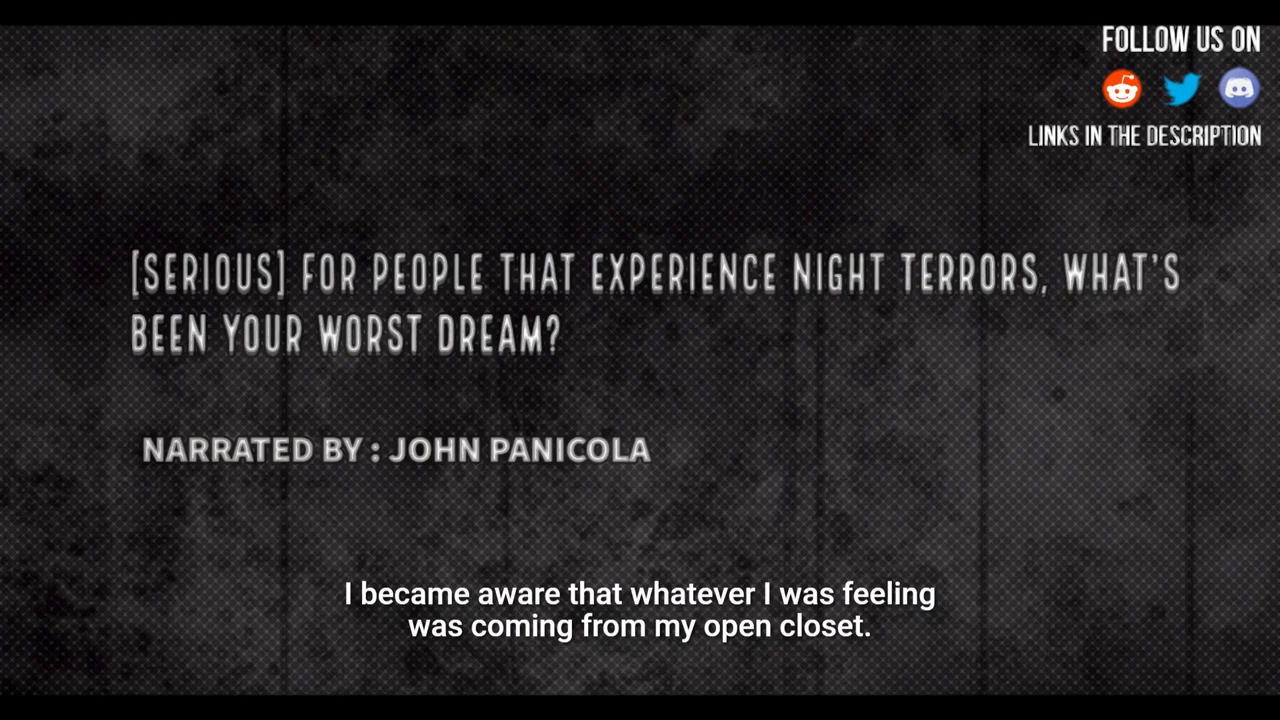 FOLLOW US ON
LINKS IN THE DESCRIPTION
[SERIOUS] FOR PEOPLE THAT EXPERIENCE NIGHT TERRORS, WHAT'S
BEEN YOUR WORST DREAM?
NARRATED BY : JOHN PANICOLA
I became aware that whatever I was feeling
was coming from my open closet.